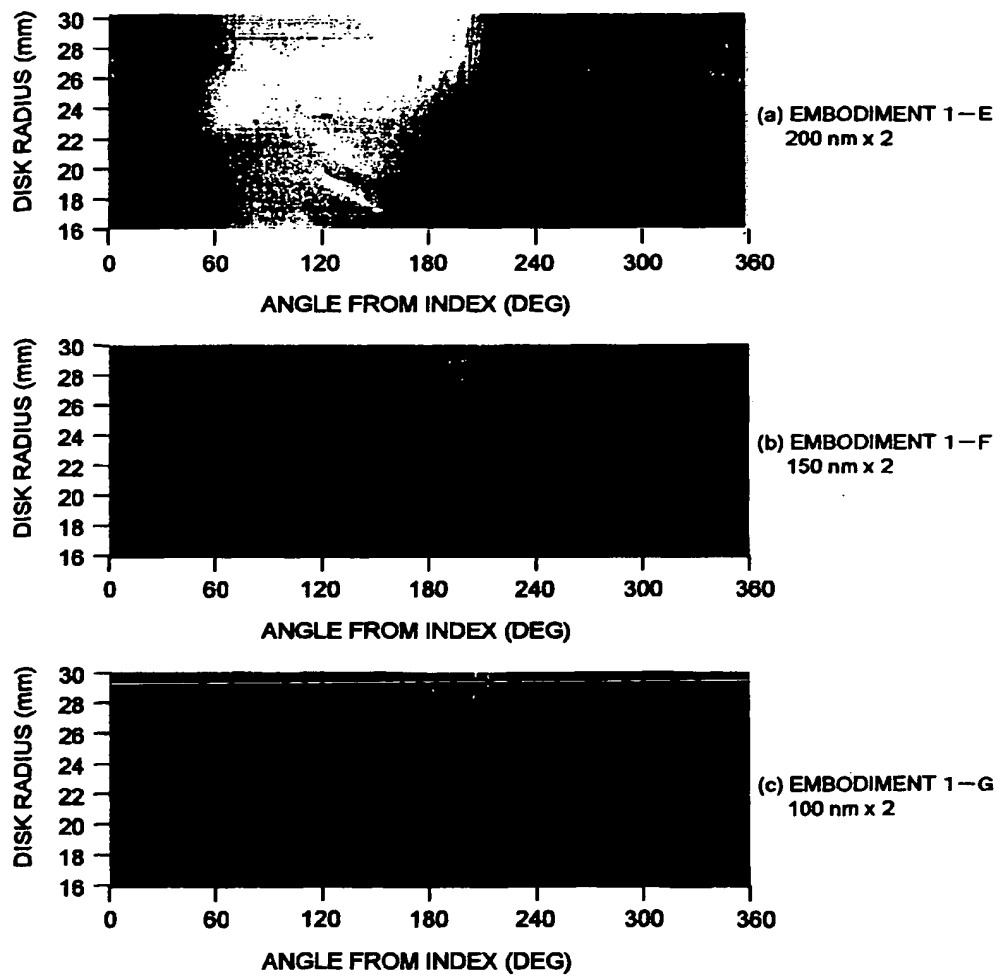 DISK RADIUS (mm)
30
28
26
24
22
20
18
16
0 60 120 180 240 300 360
ANGLE FROM INDEX (DEG)
(a) EMBODIMENT 1-E
200 nm x 2
DISK RADIUS (mm)
30
28
26
24
22
20
18
16
0 60 120 180 240 300 360
ANGLE FROM INDEX (DEG)
(b) EMBODIMENT 1-F
150 nm x 2
DISK RADIUS (mm)
30
28
26
24
22
20
18
16
0 60 120 180 240 300 360
ANGLE FROM INDEX (DEG)
(c) EMBODIMENT 1-G
100 nm x 2